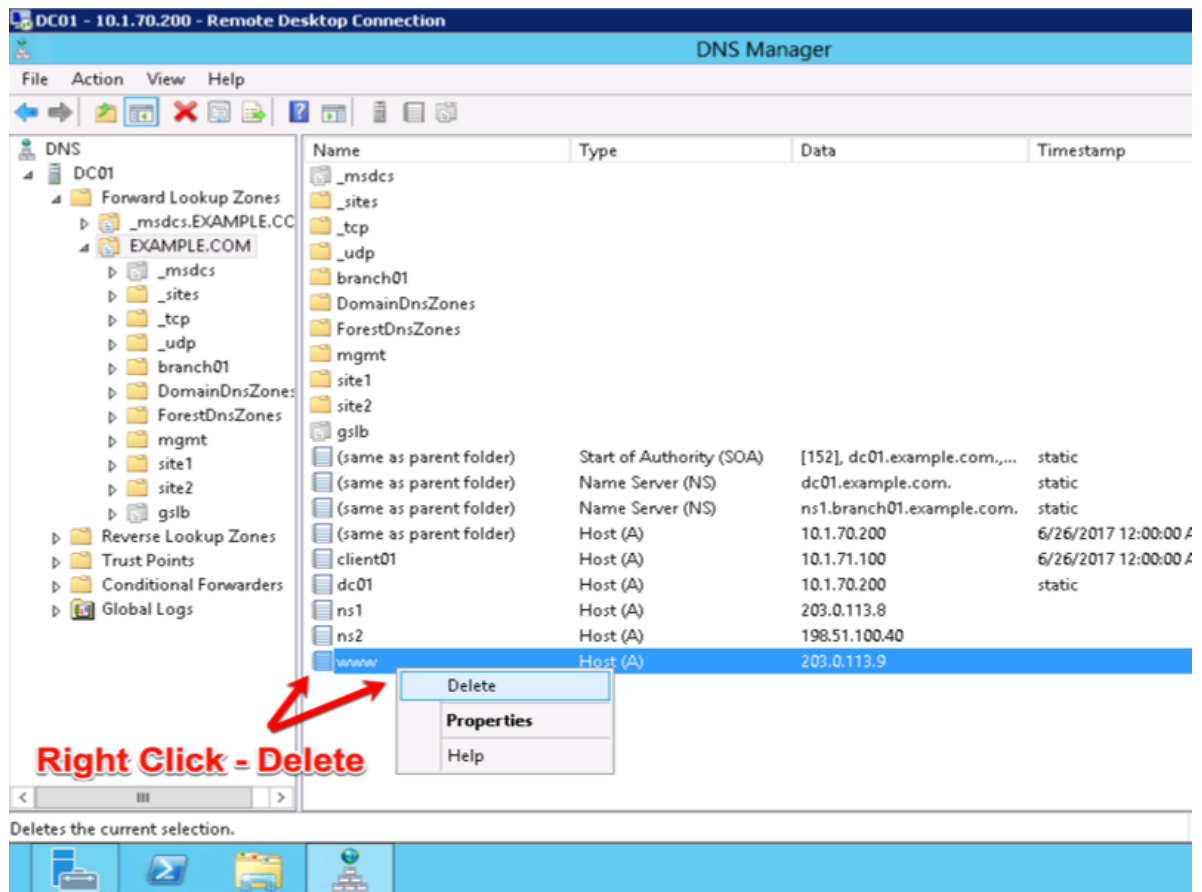 DC01 - 10.1.70.200 - Remote Desktop Connection
DNS Manager
File Action View Help
DNS
DC01
Forward Lookup Zones
_msdcs.EXAMPLE.CC
EXAMPLE.COM
_msdcs
_sites
_tcp
_udp
branch01
DomainDnsZones
ForestDnsZones
mgmt
site1
site2
gslb
Reverse Lookup Zones
Trust Points
Conditional Forwarders
Global Logs
Name Type Data Timestamp
_msdcs
_sites
_tcp
_udp
branch01
DomainDnsZones
ForestDnsZones
mgmt
site1
site2
gslb
(same as parent folder) Start of Authority (SOA) [152], dc01.example.com.,... static
(same as parent folder) Name Server (NS) dc01.example.com. static
(same as parent folder) Name Server (NS) ns1.branch01.example.com. static
(same as parent folder) Host (A) 10.1.70.200 6/26/2017 12:00:00 A
client01 Host (A) 10.1.71.100 6/26/2017 12:00:00 A
dc01 Host (A) 10.1.70.200 static
ns1 Host (A) 203.0.113.8
ns2 Host (A) 198.51.100.40
www Host (A) 203.0.113.9
Delete
Properties
Help
Right Click - Delete
Deletes the current selection.